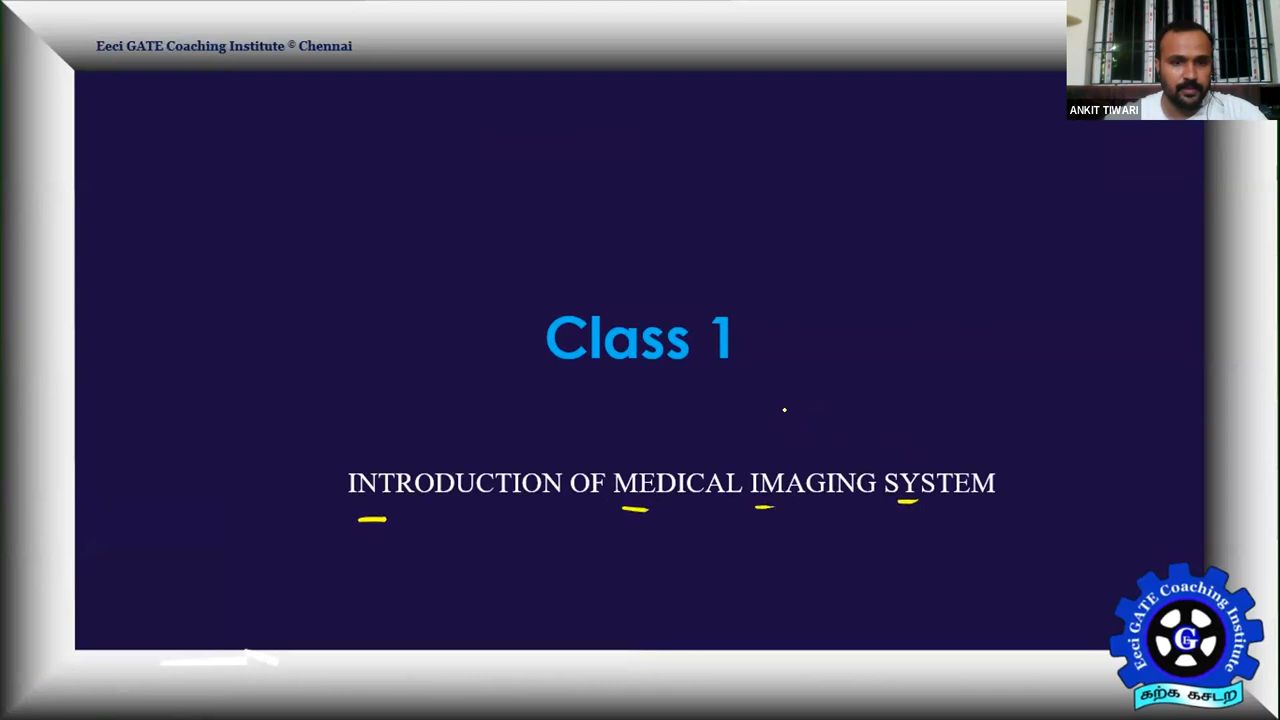 Eeci GATE Coaching Institute © Chennai
ANKIT TIWARI
Class 1
INTRODUCTION OF MEDICAL IMAGING SYSTEM
Eeci GATE Coaching Institute
G
கற்க கசடற